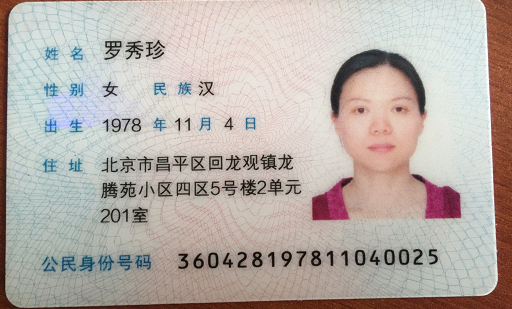 姓名 罗秀珍
性别 女 民族 汉
出生 1978 年 11 月 4 日
住址 北京市昌平区回龙观镇龙
腾苑小区四区5号楼2单元
201室
公民身份号码 360428197811040025